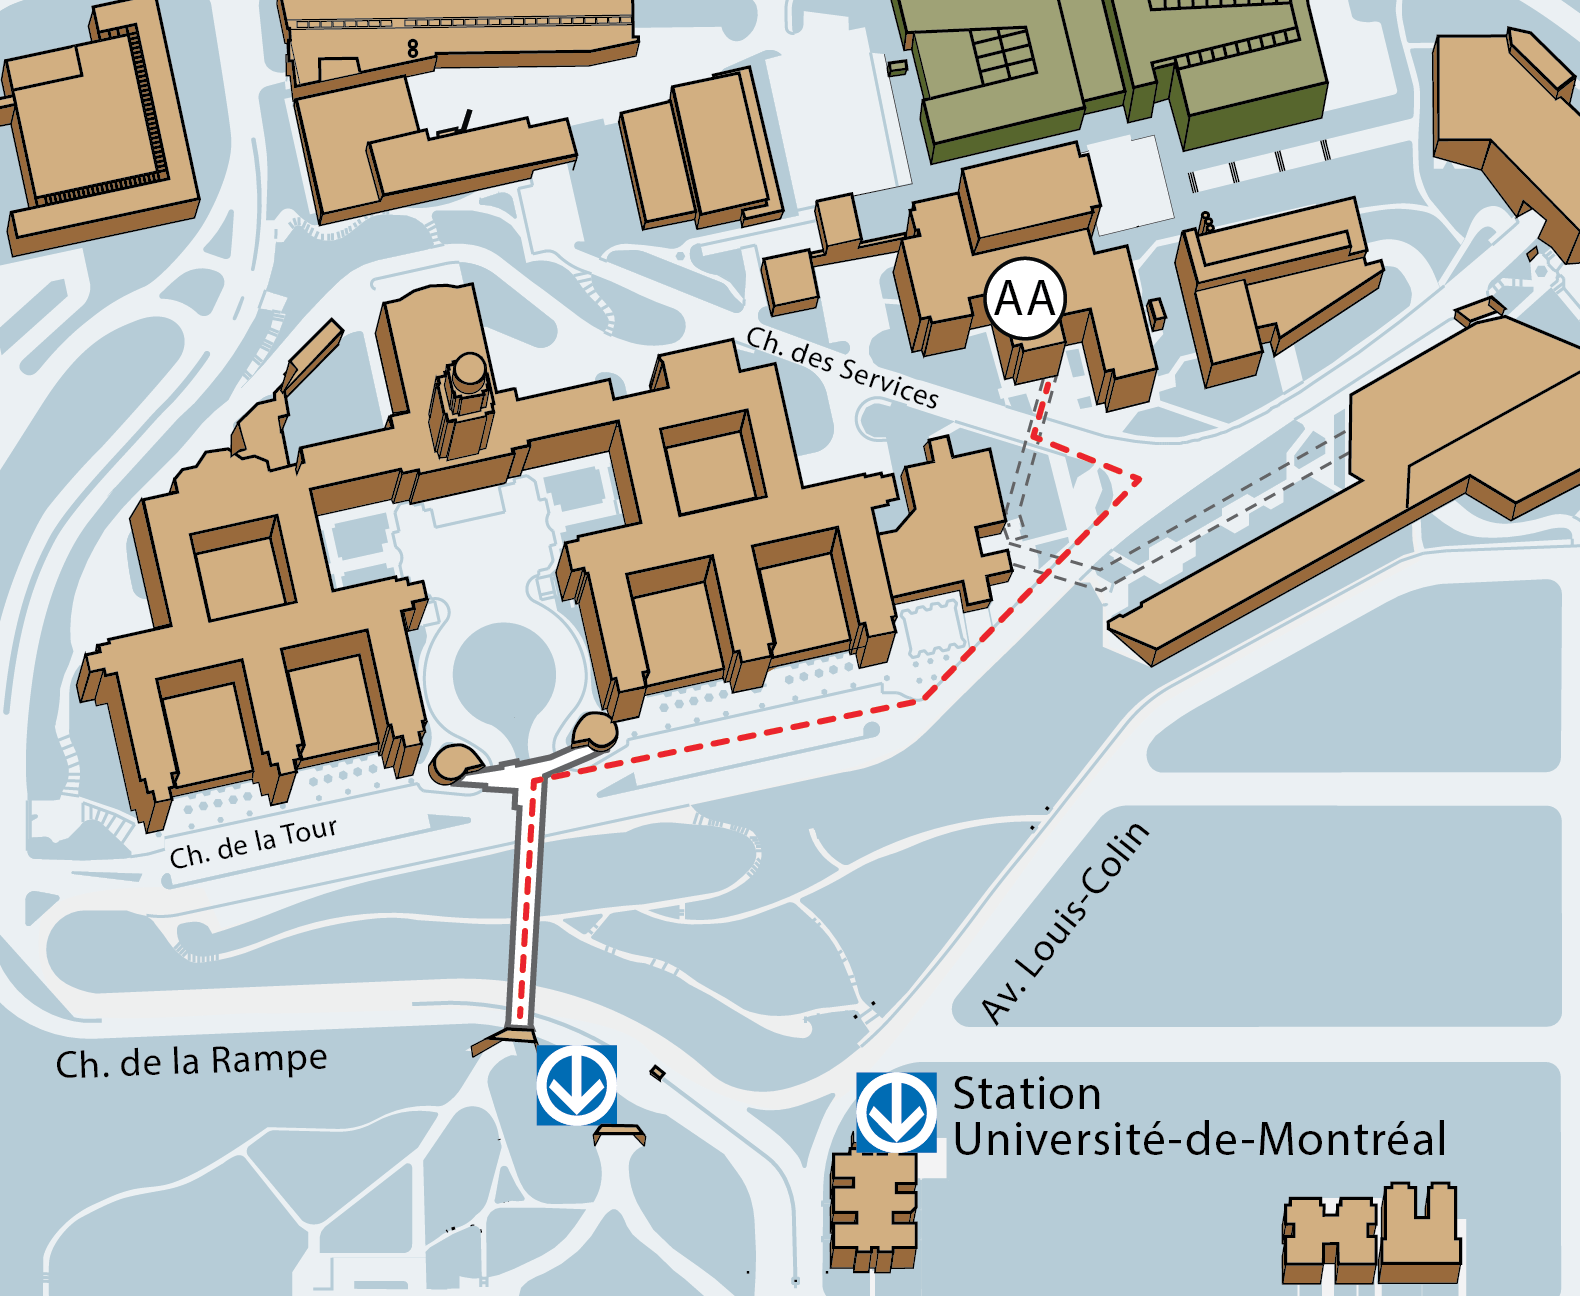 AA
Ch. des Services
Ch. de la Tour
Av. Louis-Colin
Ch. de la Rampe
Station
Université-de-Montréal